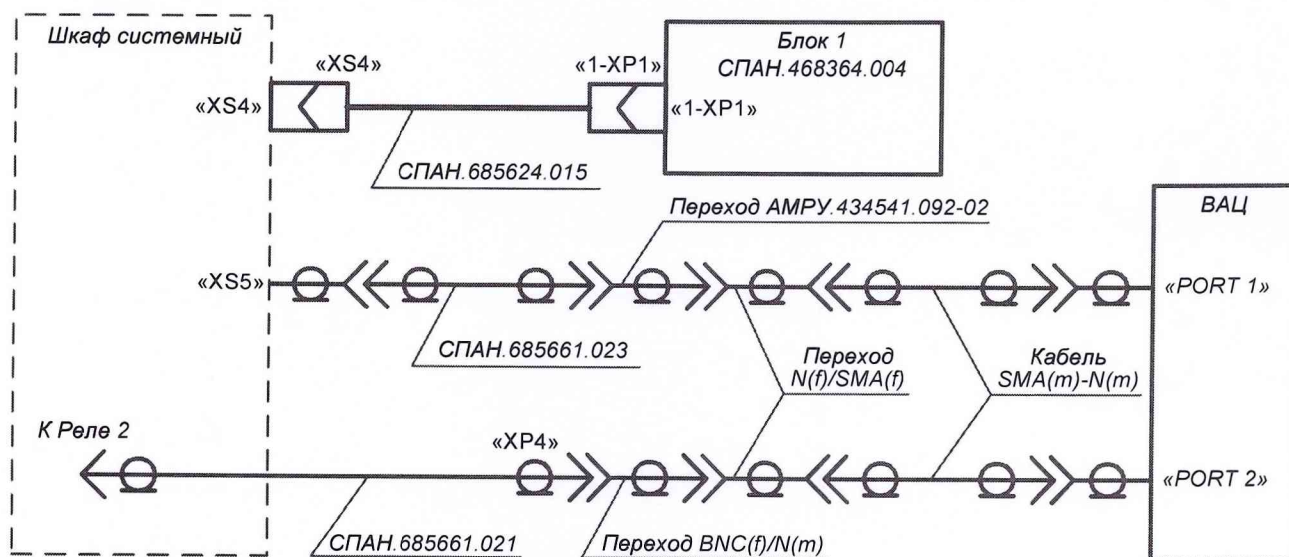 Шкаф системный
«XS4»
«XS4»
«1-XP1»
Блок 1
СПАН.468364.004
«1-XP1»
СПАН.685624.015
Переход АМРУ.434541.092-02
ВАЦ
«XS5»
«PORT 1»
СПАН.685661.023
Переход
N(f)/SMA(f)
Кабель
SMA(m)-N(m)
К Реле 2
«XP4»
«PORT 2»
СПАН.685661.021
Переход BNC(f)/N(m)